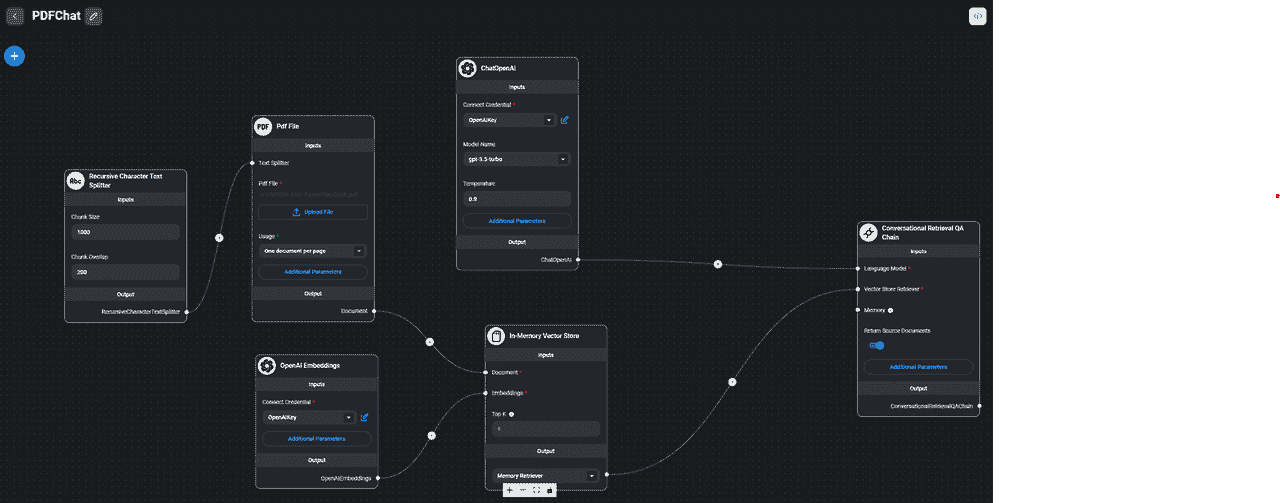 PDFChat
ChatOpenAI
Inputs
Connect Credential *
OpenAIKey
Model Name
gpt-3.5-turbo
Temperature
0.9
Additional Parameters
Output
ChatOpenAI
PDF
Pdf File
Inputs
Text Splitter
Pdf File *
Upload File
Usage *
One document per page
Additional Parameters
Output
Document
Abc
Recursive Character Text
Splitter
Inputs
Chunk Size
1000
Chunk Overlap
200
Output
RecursiveCharacterTextSplitter
OpenAI Embeddings
Inputs
Connect Credential *
OpenAIKey
Additional Parameters
Output
OpenAIEmbeddings
In-Memory Vector Store
Inputs
Document *
Embeddings *
Top K
Output
Memory Retriever
Conversational Retrieval QA
Chain
Inputs
Language Model *
Vector Store Retriever *
Memory
Return Source Documents
Additional Parameters
Output
ConversationalRetrievalQAChain